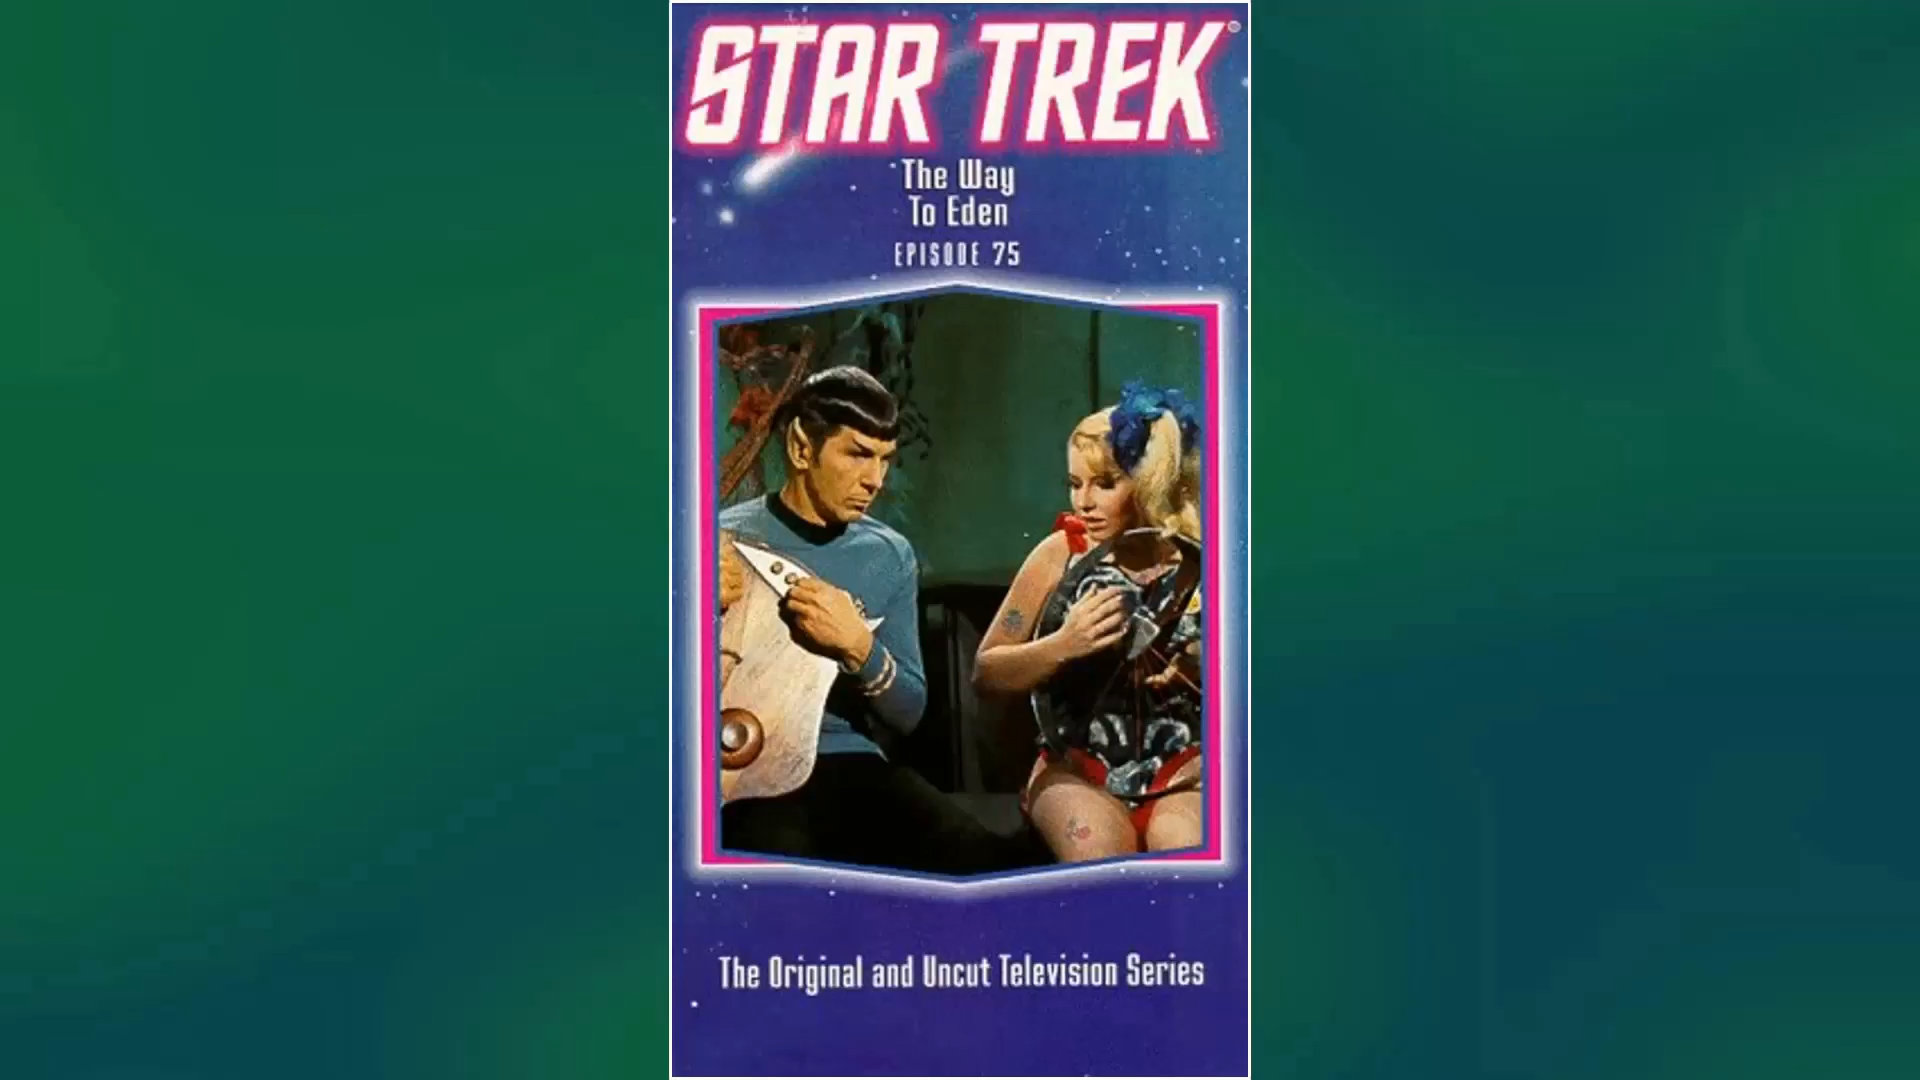 STAR TREK®
The Way
To Eden
EPISODE 75
The Original and Uncut Television Series